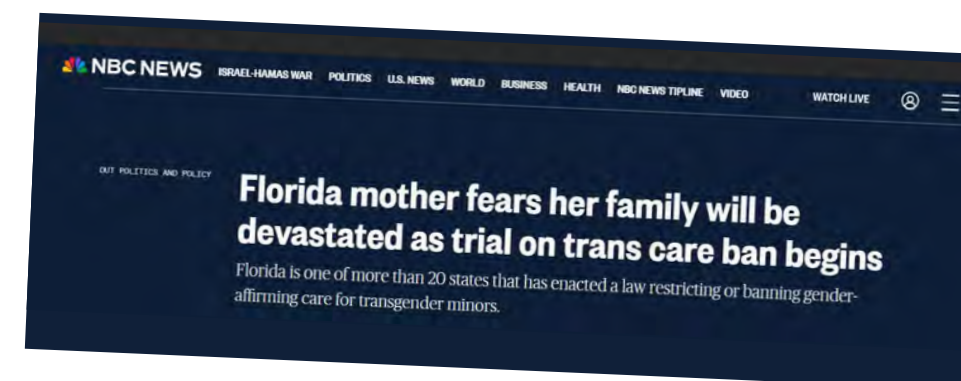 NBC NEWS ISRAEL-HAMAS WAR POLITICS U.S. NEWS WORLD BUSINESS HEALTH NBC NEWS TIPLINE VIDEO WATCH LIVE
OUT POLITICS AND POLICY
Florida mother fears her family will be
devastated as trial on trans care ban begins
Florida is one of more than 20 states that has enacted a law restricting or banning gender-
affirming care for transgender minors.